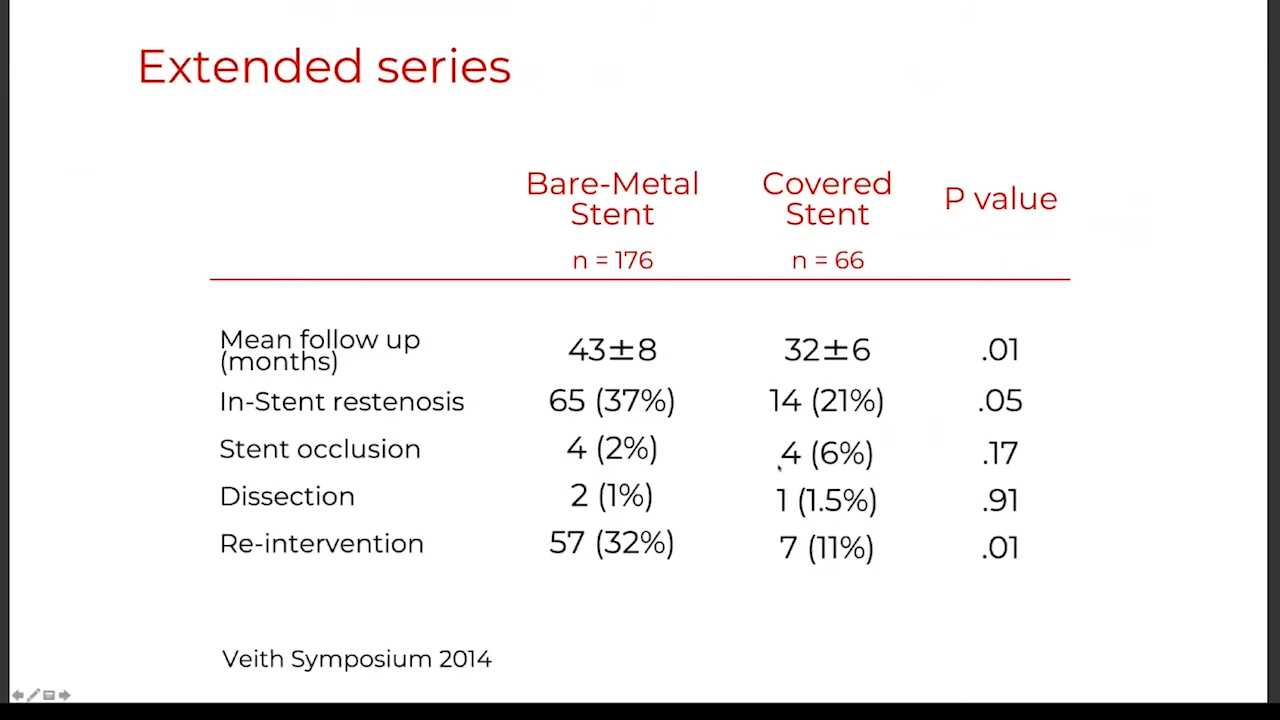 Extended series
Bare-Metal Stent
Covered Stent
P value
n = 176
n = 66
Mean follow up (months) 43±8 32±6 .01
In-Stent restenosis 65 (37%) 14 (21%) .05
Stent occlusion 4 (2%) 4 (6%) .17
Dissection 2 (1%) 1 (1.5%) .91
Re-intervention 57 (32%) 7 (11%) .01
Veith Symposium 2014